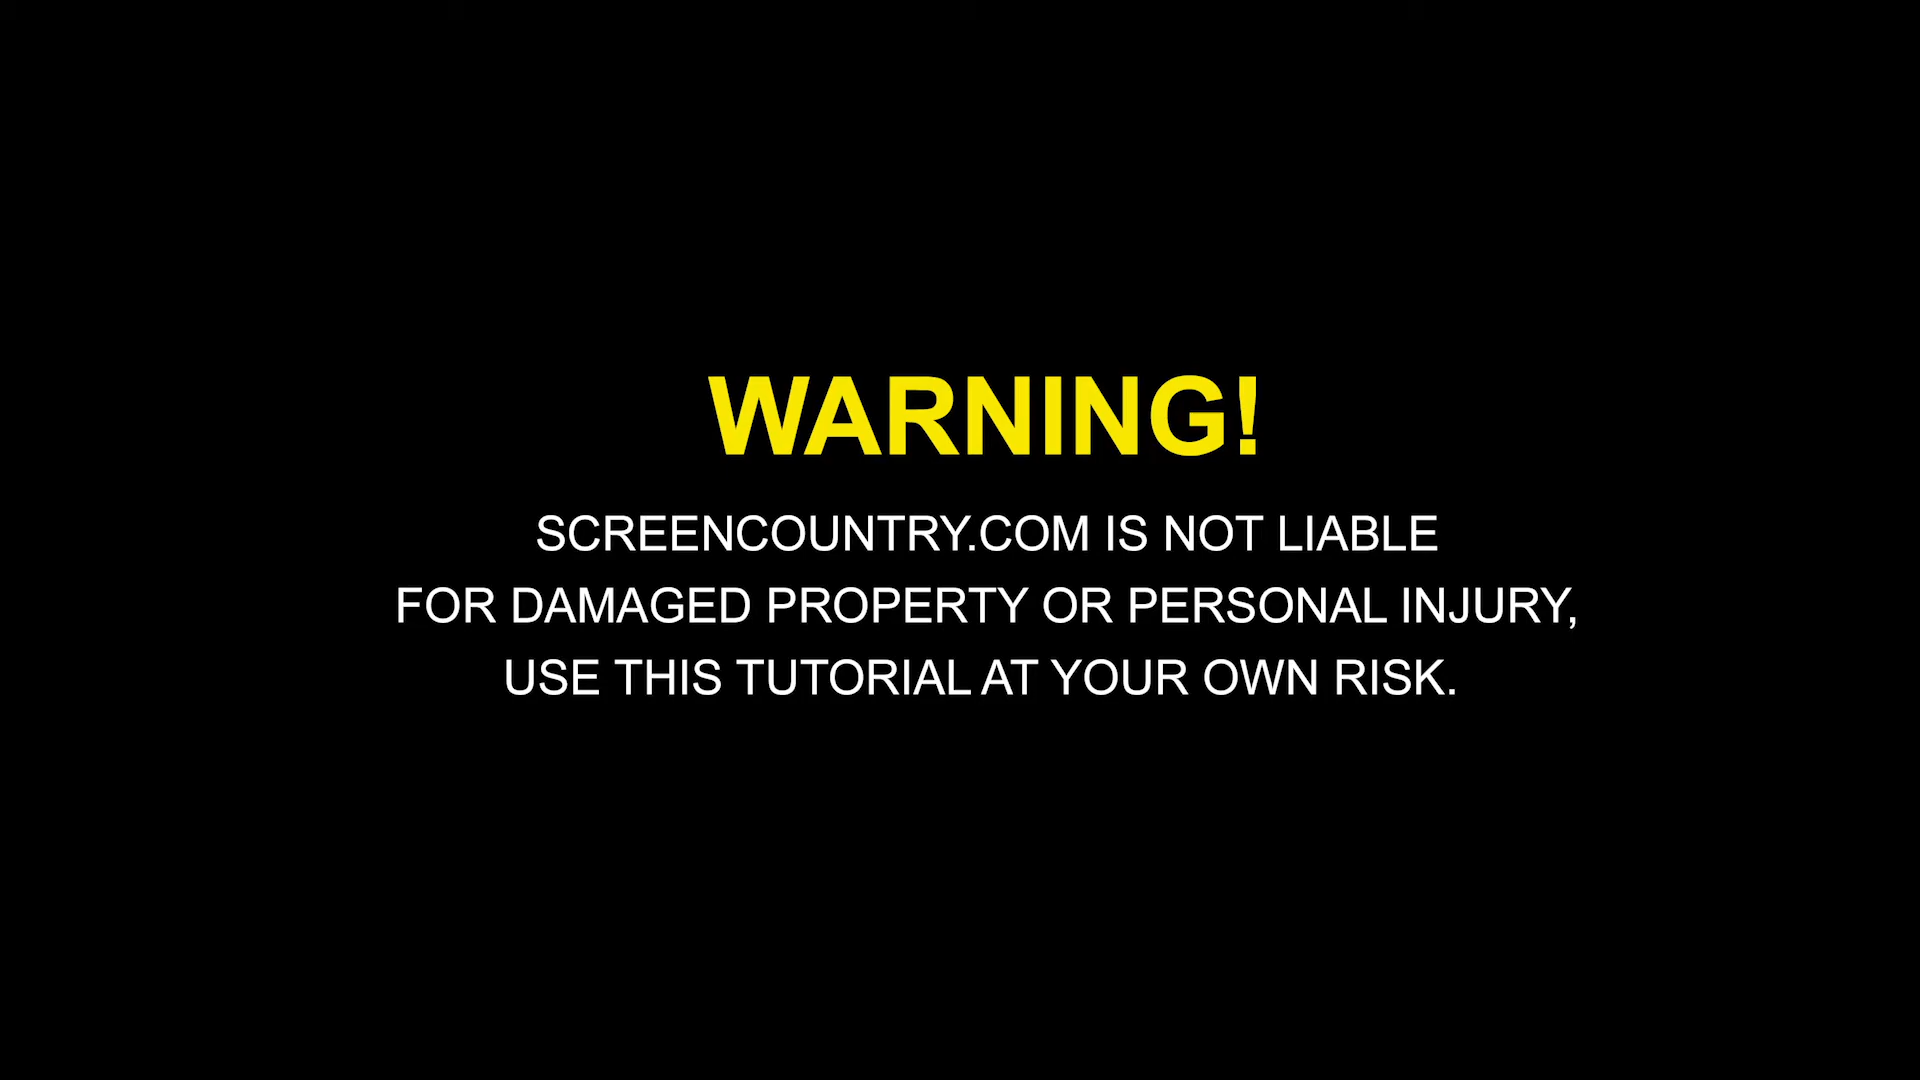 WARNING!
SCREENCOUNTRY.COM IS NOT LIABLE
FOR DAMAGED PROPERTY OR PERSONAL INJURY,
USE THIS TUTORIAL AT YOUR OWN RISK.